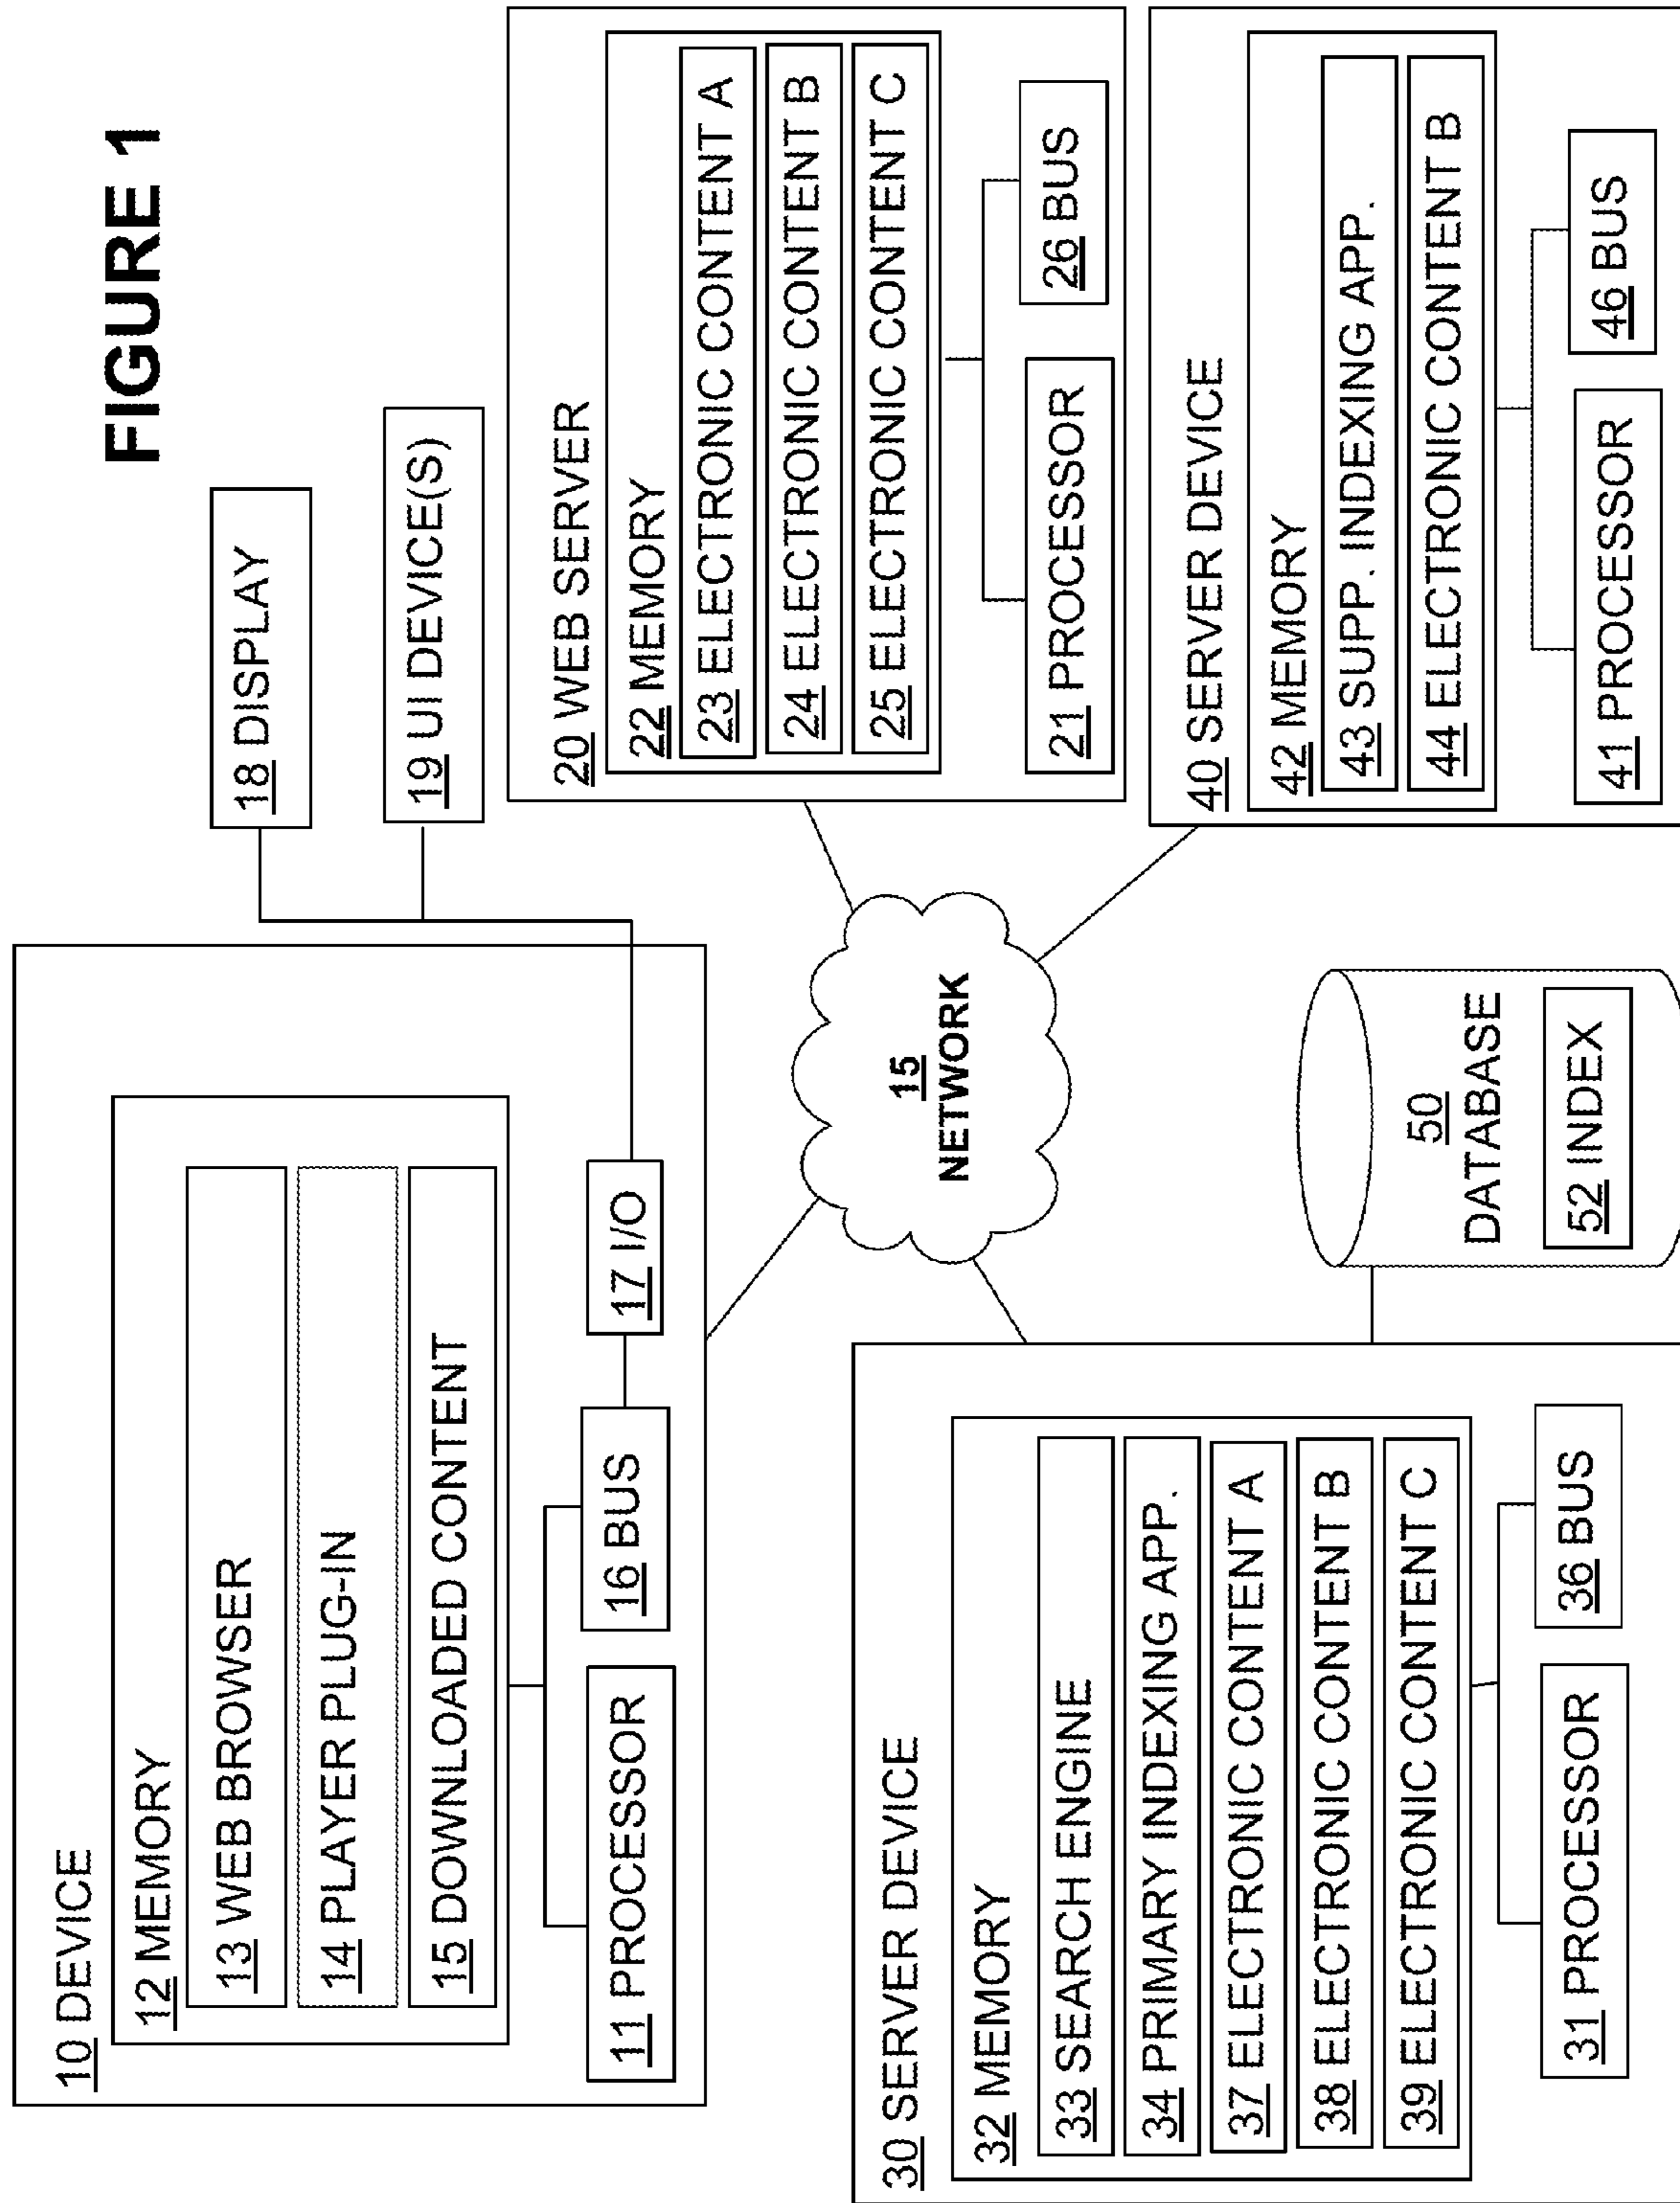 FIGURE 1
10 DEVICE
12 MEMORY
13 WEB BROWSER
14 PLAYER PLUG-IN
15 DOWNLOADED CONTENT
11 PROCESSOR
16 BUS
17 I/O
18 DISPLAY
19 UI DEVICE(S)
20 WEB SERVER
22 MEMORY
23 ELECTRONIC CONTENT A
24 ELECTRONIC CONTENT B
25 ELECTRONIC CONTENT C
21 PROCESSOR
26 BUS
15
NETWORK
30 SERVER DEVICE
32 MEMORY
33 SEARCH ENGINE
34 PRIMARY INDEXING APP.
37 ELECTRONIC CONTENT A
38 ELECTRONIC CONTENT B
39 ELECTRONIC CONTENT C
31 PROCESSOR
36 BUS
50
DATABASE
52 INDEX
40 SERVER DEVICE
42 MEMORY
43 SUPP. INDEXING APP.
44 ELECTRONIC CONTENT B
41 PROCESSOR
46 BUS